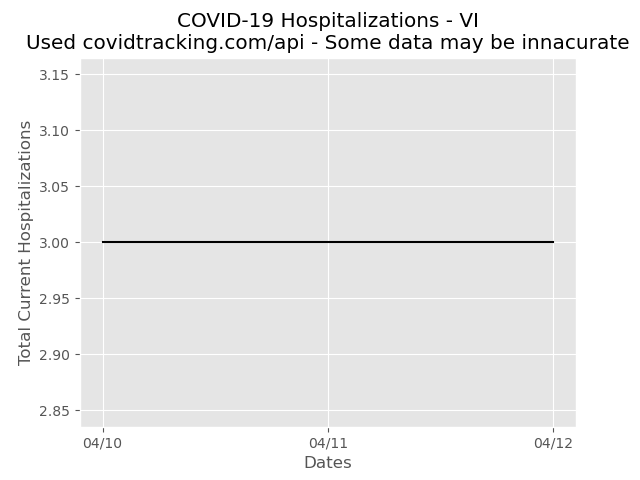 COVID-19 Hospitalizations - VI
Used covidtracking.com/api - Some data may be innacurate
Total Current Hospitalizations
3.15
3.10
3.05
3.00
2.95
2.90
2.85
04/10
04/11
04/12
Dates